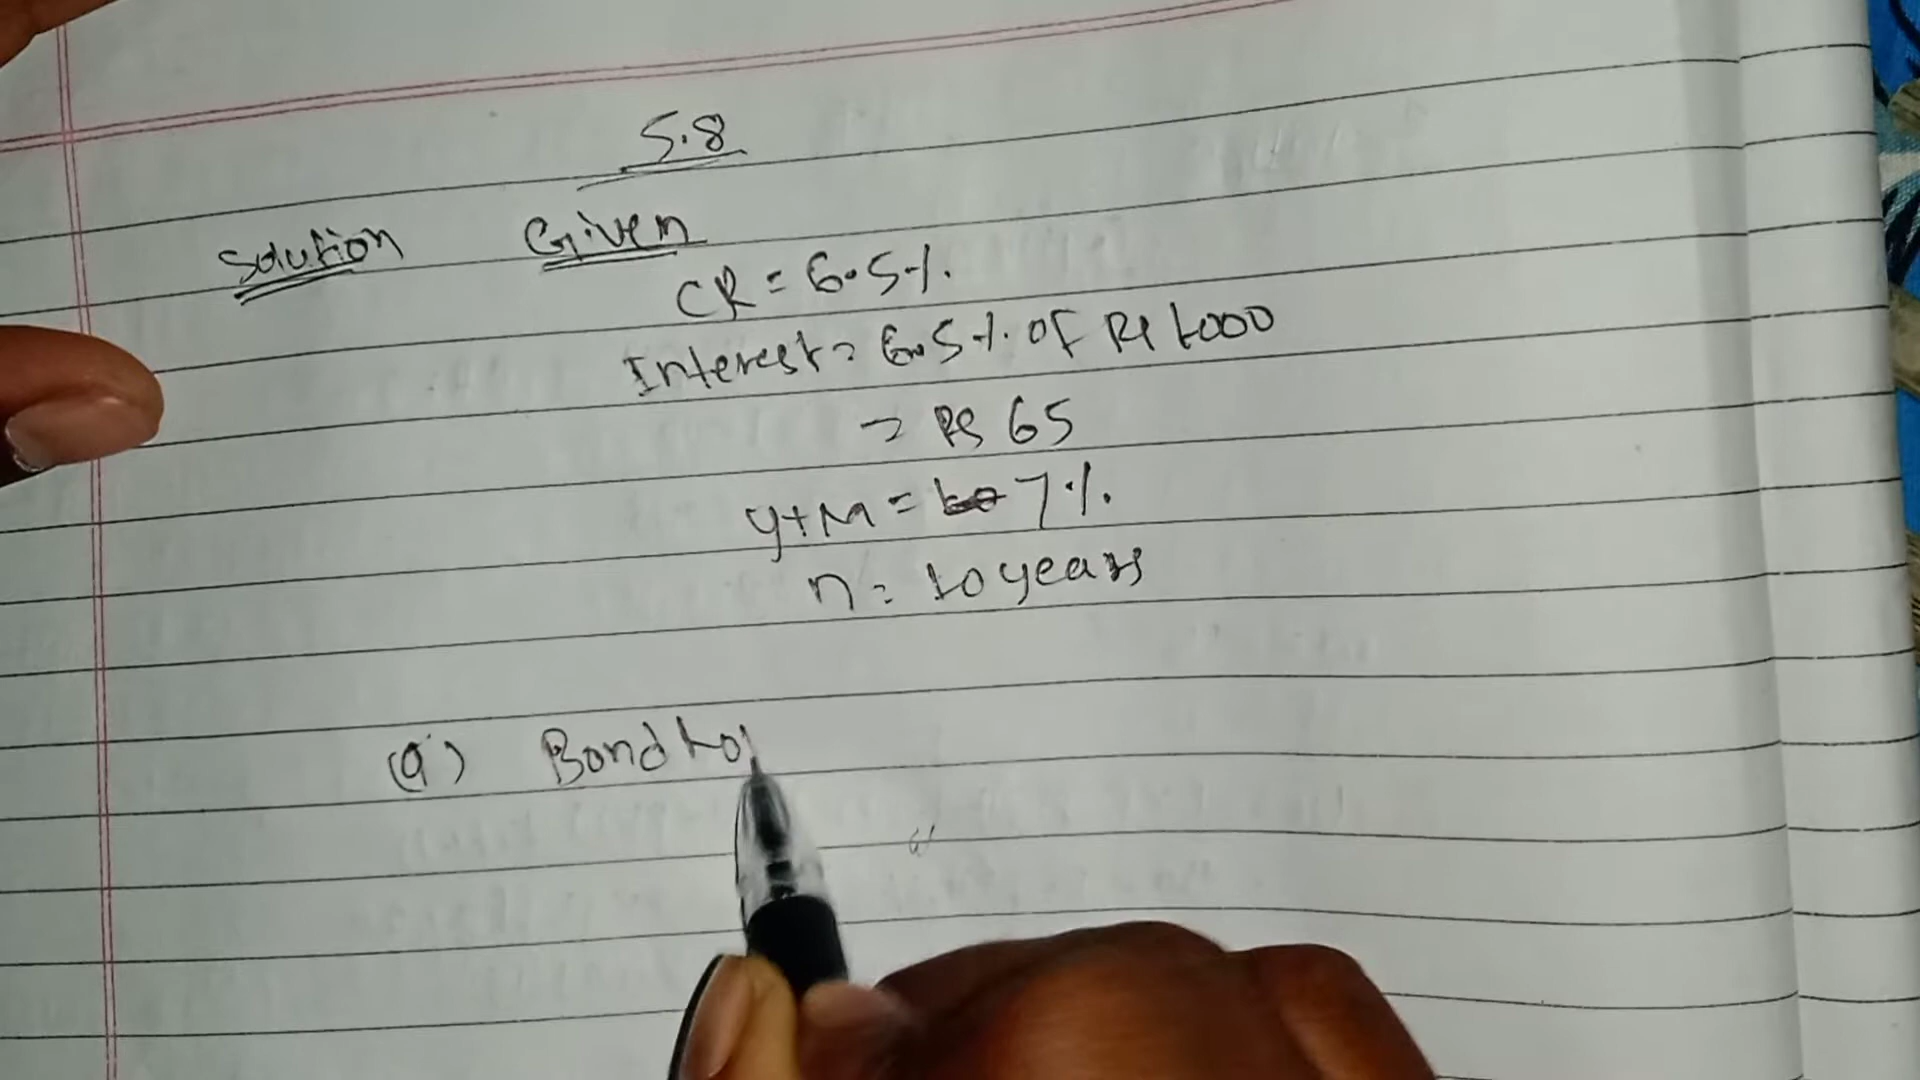 5.8
Solution Given
CR = 6.5%.
Interest = 6.5% of Rs 1000
= Rs 65
YTM = 7%.
n = 10 years
(a) Bond